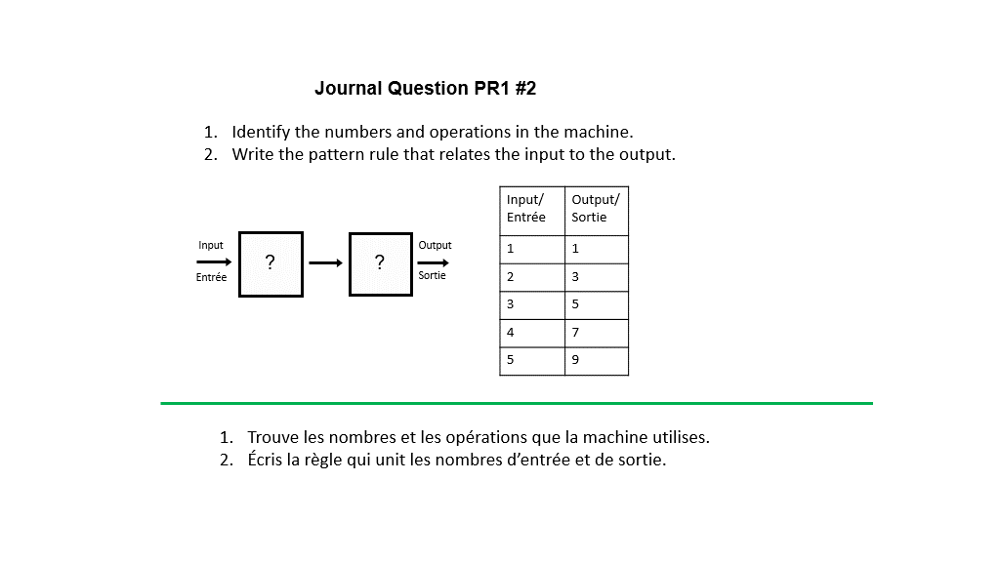 Journal Question PR1 #2
1. Identify the numbers and operations in the machine.
2. Write the pattern rule that relates the input to the output.
Input
Entrée
?
?
Output
Sortie
Input/ Output/
Entrée Sortie
1 1
2 3
3 5
4 7
5 9
1. Trouve les nombres et les opérations que la machine utilises.
2. Écris la règle qui unit les nombres d’entrée et de sortie.